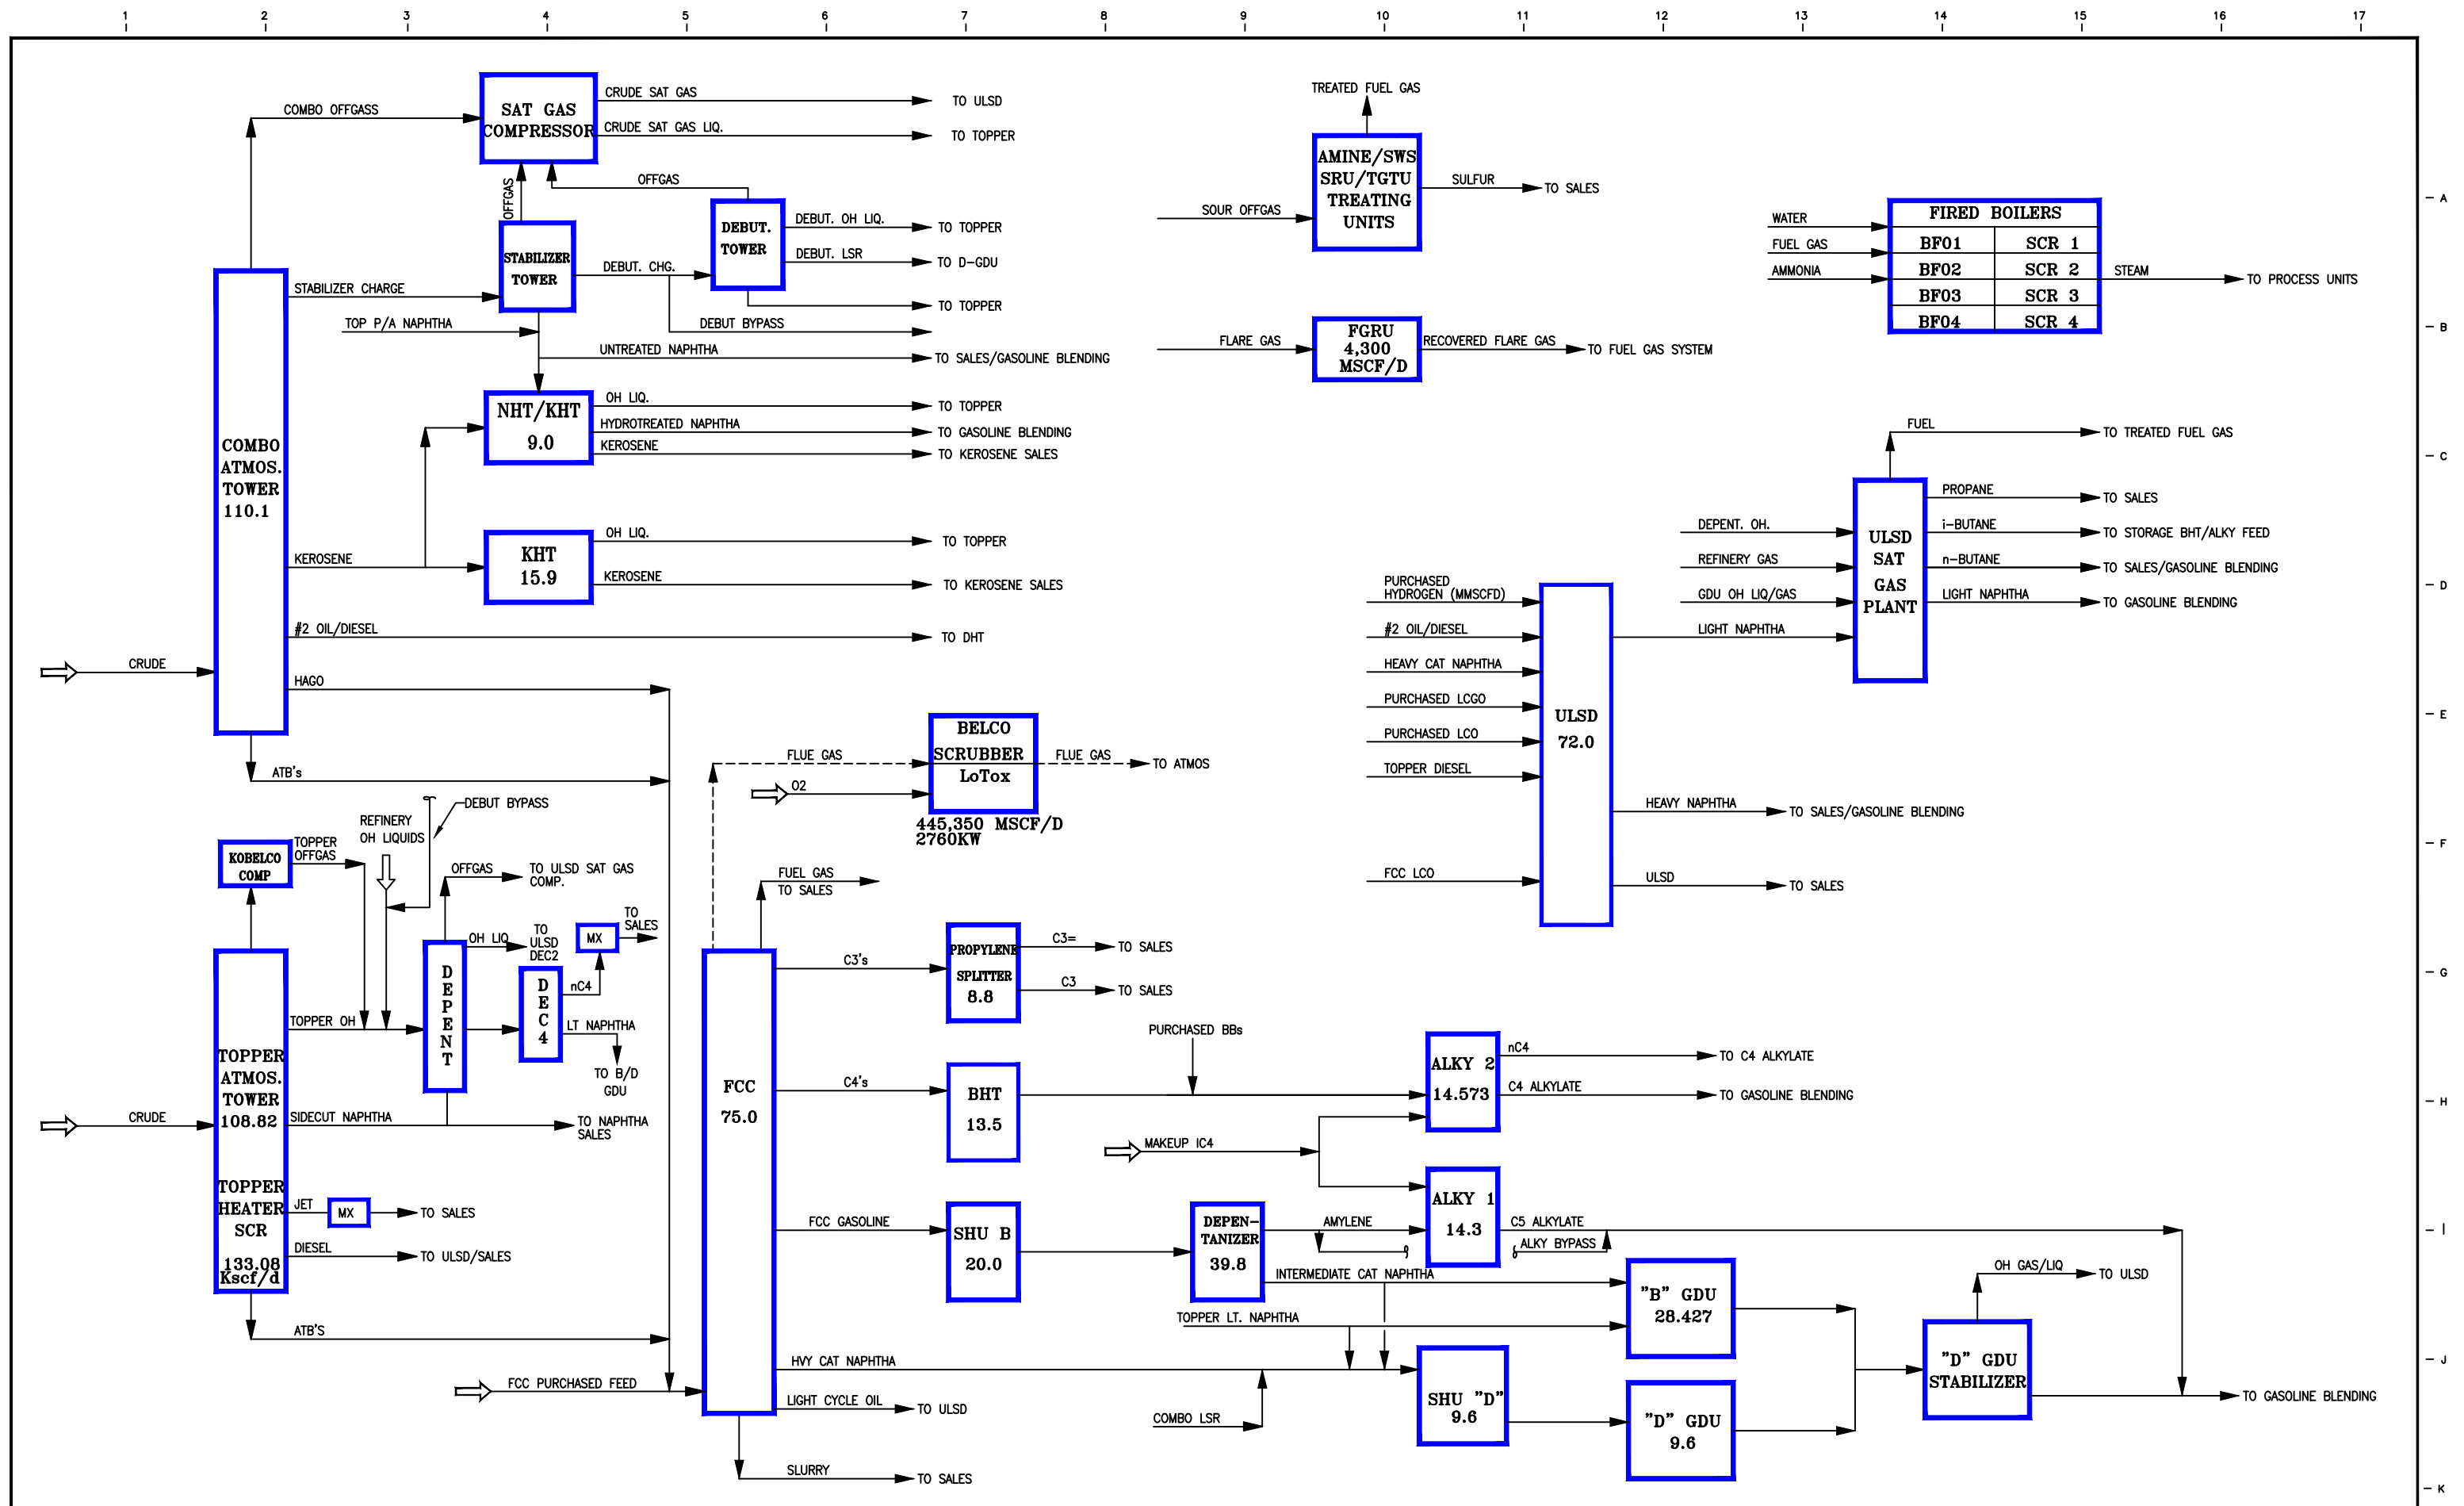 1 2 3 4 5 6 7 8 9 10 11 12 13 14 15 16 17
A
B
C
D
E
F
G
H
I
J
K
COMBO OFFGASS
SAT GAS
COMPRESSOR
CRUDE SAT GAS
TO ULSD
CRUDE SAT GAS LIQ.
TO TOPPER
OFFGAS
OFFGAS
STABILIZER
TOWER
DEBUT. CHG.
DEBUT.
TOWER
DEBUT. OH LIQ.
TO TOPPER
DEBUT. LSR
TO D-GDU
TO TOPPER
DEBUT BYPASS
STABILIZER CHARGE
TOP P/A NAPHTHA
UNTREATED NAPHTHA
TO SALES/GASOLINE BLENDING
NHT/KHT
9.0
OH LIQ.
TO TOPPER
HYDROTREATED NAPHTHA
TO GASOLINE BLENDING
KEROSENE
TO KEROSENE SALES
COMBO
ATMOS.
TOWER
110.1
KEROSENE
KHT
15.9
OH LIQ.
TO TOPPER
KEROSENE
TO KEROSENE SALES
#2 OIL/DIESEL
TO DHT
CRUDE
HAGO
ATB's
TREATED FUEL GAS
AMINE/SWS
SRU/TGTU
TREATING
UNITS
SOUR OFFGAS
SULFUR
TO SALES
FLARE GAS
FGRU
4,300
MSCF/D
RECOVERED FLARE GAS
TO FUEL GAS SYSTEM
WATER
FUEL GAS
AMMONIA
FIRED BOILERS
BF01 SCR 1
BF02 SCR 2
BF03 SCR 3
BF04 SCR 4
STEAM
TO PROCESS UNITS
FUEL
TO TREATED FUEL GAS
DEPENT. OH.
REFINERY GAS
GDU OH LIQ/GAS
LIGHT NAPHTHA
ULSD
SAT
GAS
PLANT
PROPANE
TO SALES
i-BUTANE
TO STORAGE BHT/ALKY FEED
n-BUTANE
TO SALES/GASOLINE BLENDING
LIGHT NAPHTHA
TO GASOLINE BLENDING
PURCHASED
HYDROGEN (MMSCFD)
#2 OIL/DIESEL
HEAVY CAT NAPHTHA
PURCHASED LCGO
PURCHASED LCO
TOPPER DIESEL
FCC LCO
ULSD
72.0
HEAVY NAPHTHA
TO SALES/GASOLINE BLENDING
ULSD
TO SALES
FLUE GAS
O2
BELCO
SCRUBBER
LoTox
445,350 MSCF/D
2760KW
FLUE GAS
TO ATMOS
DEBUT BYPASS
REFINERY
OH LIQUIDS
KOBELCO
COMP
TOPPER
OFFGAS
OFFGAS
TO ULSD SAT GAS
COMP.
OH LIQ
TO
ULSD
DEC2
MX
TO
SALES
DEPENT
DEC4
nC4
LT NAPHTHA
TO B/D
GDU
TOPPER OH
TOPPER
ATMOS.
TOWER
108.82
CRUDE
SIDECUT NAPHTHA
TO NAPHTHA
SALES
TOPPER
HEATER
SCR
133.08
Kscf/d
JET
MX
TO SALES
DIESEL
TO ULSD/SALES
ATB'S
FCC PURCHASED FEED
FUEL GAS
TO SALES
FCC
75.0
C3's
PROPYLENE
SPLITTER
8.8
C3=
TO SALES
C3
TO SALES
C4's
BHT
13.5
PURCHASED BBs
ALKY 2
14.573
nC4
TO C4 ALKYLATE
C4 ALKYLATE
TO GASOLINE BLENDING
MAKEUP IC4
FCC GASOLINE
SHU B
20.0
DEPEN-
TANIZER
39.8
AMYLENE
ALKY 1
14.3
C5 ALKYLATE
ALKY BYPASS
INTERMEDIATE CAT NAPHTHA
TOPPER LT. NAPHTHA
"B" GDU
28.427
HVY CAT NAPHTHA
LIGHT CYCLE OIL
TO ULSD
COMBO LSR
SHU "D"
9.6
"D" GDU
9.6
SLURRY
TO SALES
OH GAS/LIQ
TO ULSD
"D" GDU
STABILIZER
TO GASOLINE BLENDING